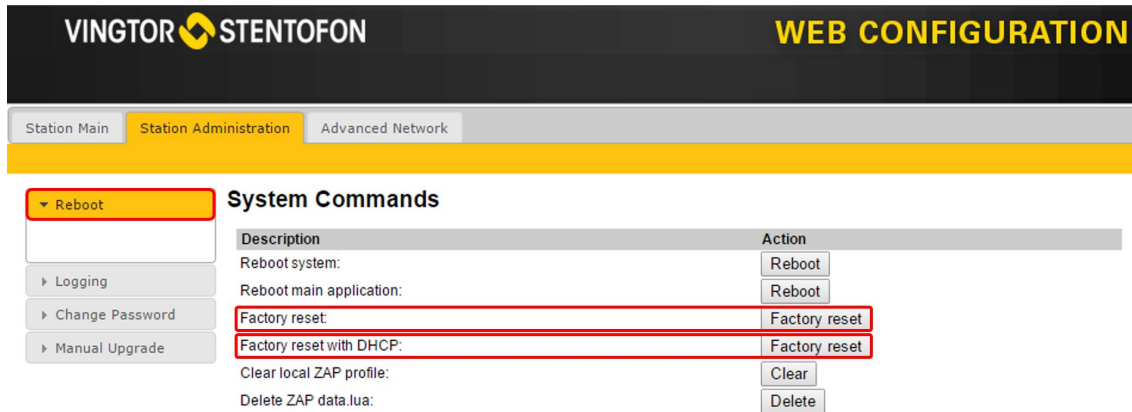 VINGTOR STENTOFON
WEB CONFIGURATION
Station Main Station Administration Advanced Network
Reboot
Logging
Change Password
Manual Upgrade
System Commands
Description Action
Reboot system: Reboot
Reboot main application: Reboot
Factory reset: Factory reset
Factory reset with DHCP: Factory reset
Clear local ZAP profile: Clear
Delete ZAP data.lua: Delete